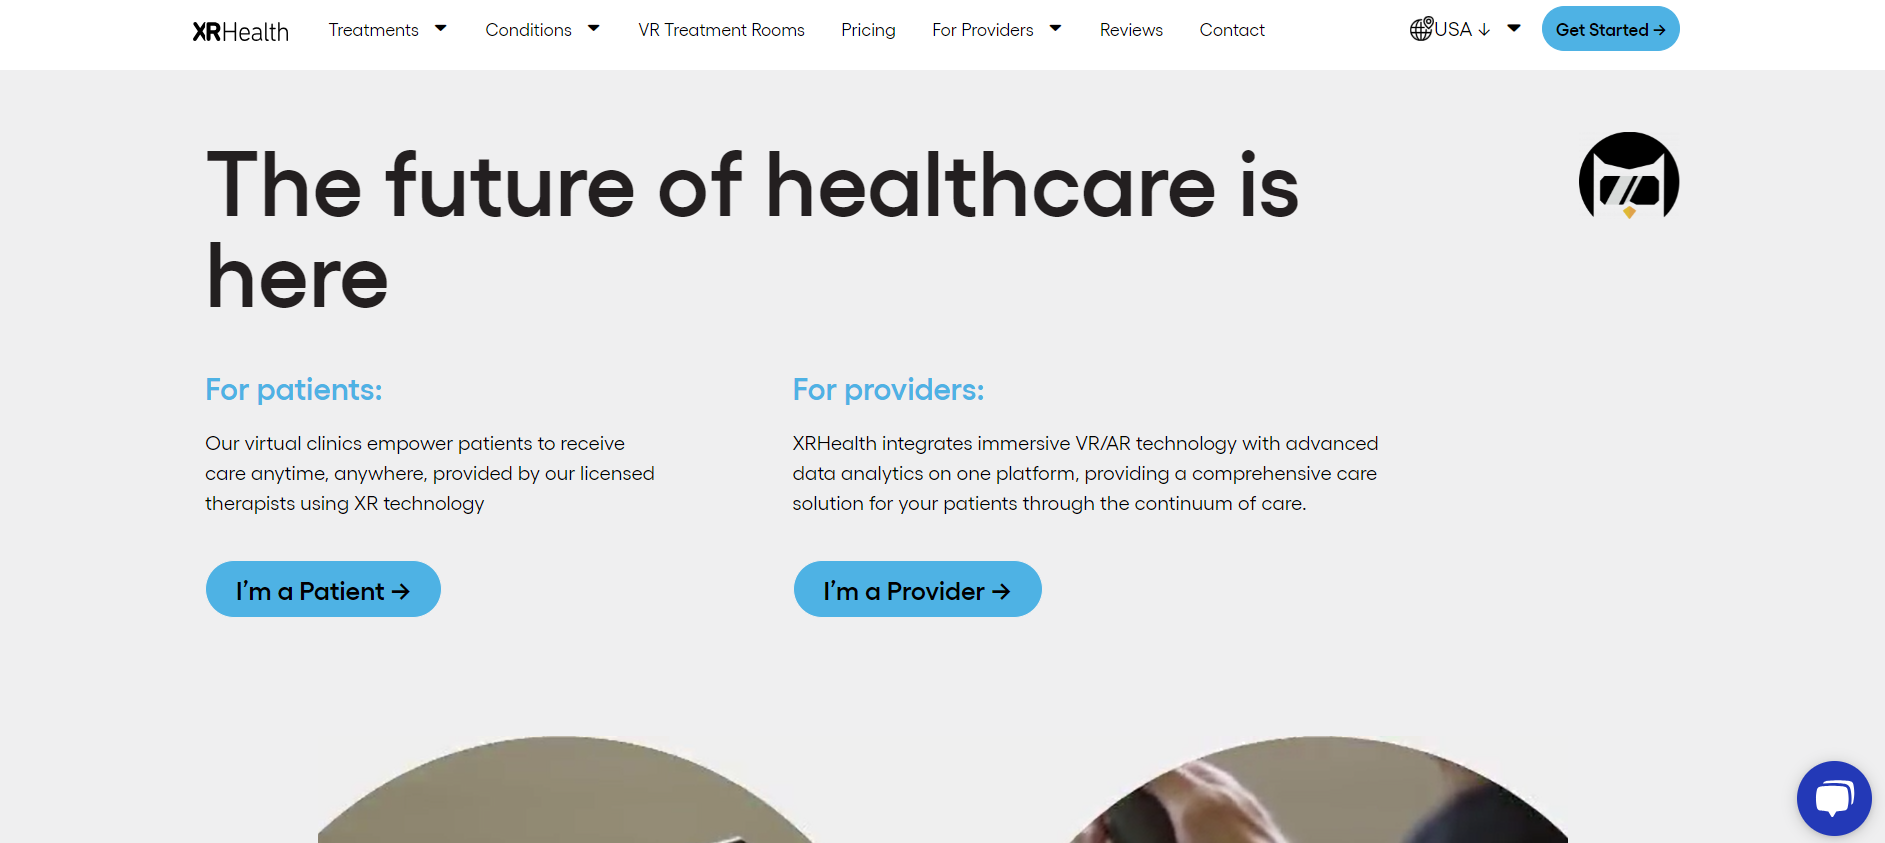 XRHealth
Treatments
Conditions
VR Treatment Rooms
Pricing
For Providers
Reviews
Contact
USA ↓
Get Started →
The future of healthcare is
here
For patients:
Our virtual clinics empower patients to receive
care anytime, anywhere, provided by our licensed
therapists using XR technology
I’m a Patient →
For providers:
XRHealth integrates immersive VR/AR technology with advanced
data analytics on one platform, providing a comprehensive care
solution for your patients through the continuum of care.
I’m a Provider →